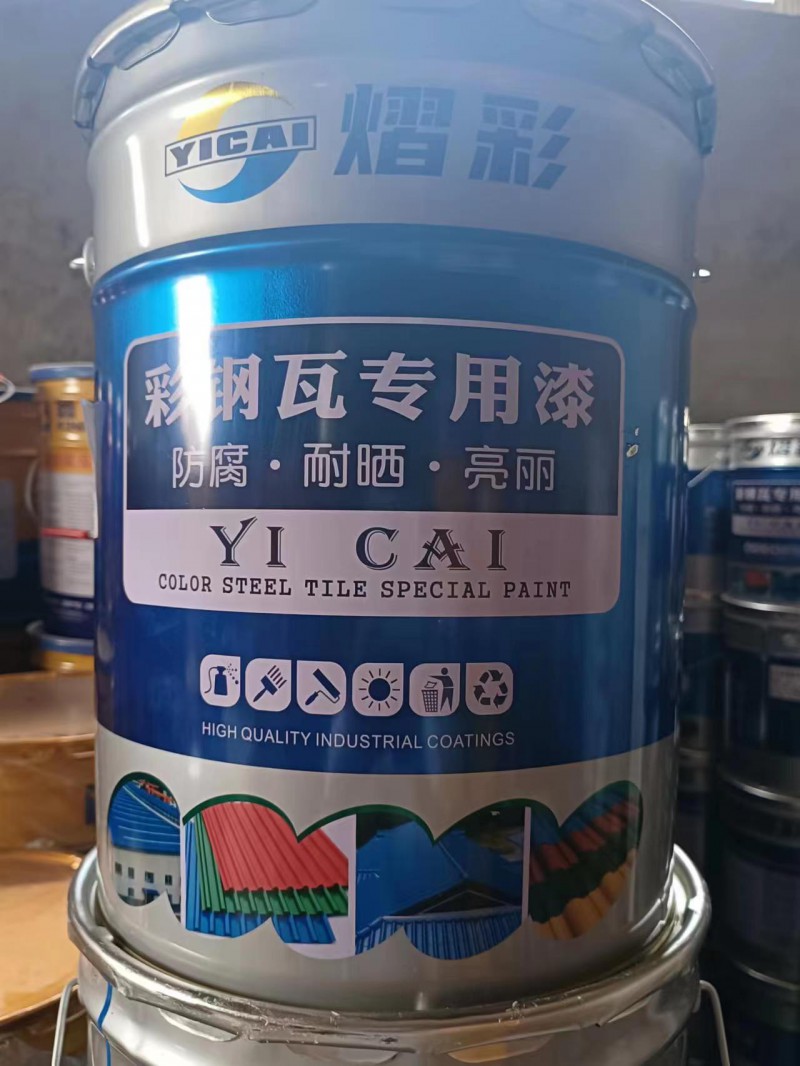 YICAI 熠彩
彩钢瓦专用漆
防腐·耐晒·亮丽
YI CAI
COLOR STEEL TILE SPECIAL PAINT
HIGH QUALITY INDUSTRIAL COATINGS